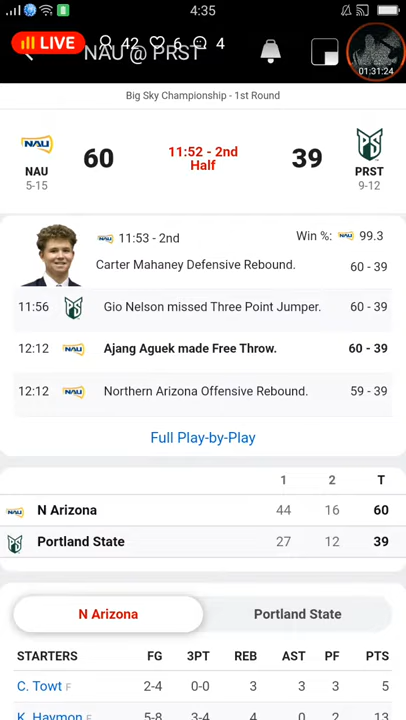 4:35
LIVE 42 6 4
NAU @ PRST
01:31:24
Big Sky Championship - 1st Round
NAU 60 11:52 - 2nd Half 39 PRST
5-15 9-12
NAU 11:53 - 2nd Win %: NAU 99.3
Carter Mahaney Defensive Rebound. 60 - 39
11:56 Gio Nelson missed Three Point Jumper. 60 - 39
12:12 NAU Ajang Aguek made Free Throw. 60 - 39
12:12 NAU Northern Arizona Offensive Rebound. 59 - 39
Full Play-by-Play
1 2 T
NAU N Arizona 44 16 60
Portland State 27 12 39
N Arizona Portland State
STARTERS FG 3PT REB AST PF PTS
C. Towt F 2-4 0-0 3 3 3 5
K. Haymon F 5-8 3-4 4 0 2 13